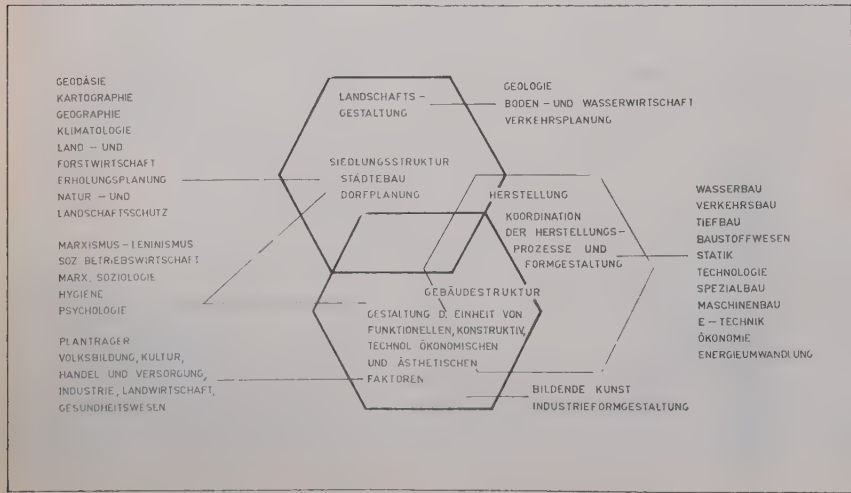 GEODÄSIE
KARTOGRAPHIE
GEOGRAPHIE
KLIMATOLOGIE
LAND – UND
FORSTWIRTSCHAFT
ERHOLUNGSPLANUNG
NATUR – UND
LANDSCHAFTSSCHUTZ
MARXISMUS – LENINISMUS
SOZ BETRIEBSWIRTSCHAFT
MARX. SOZIOLOGIE
HYGIENE
PSYCHOLOGIE
PLANTRÄGER
VOLKSBILDUNG, KULTUR,
HANDEL UND VERSORGUNG,
INDUSTRIE, LANDWIRTSCHAFT,
GESUNDHEITSWESEN
LANDSCHAFTS –
GESTALTUNG
SIEDLUNGSSTRUKTUR
STÄDTEBAU
DORFPLANUNG
GEOLOGIE
BODEN – UND WASSERWIRTSCHAFT
VERKEHRSPLANUNG
HERSTELLUNG
KOORDINATION
DER HERSTELLUNGS-
PROZESSE UND
FORMGESTALTUNG
GEBÄUDESTRUKTUR
GESTALTUNG D. EINHEIT VON
FUNKTIONELLEN, KONSTRUKTIV,
TECHNOL ÖKONOMISCHEN
UND ÄSTHETISCHEN
FAKTOREN
BILDENDE KUNST
INDUSTRIEFORMGESTALTUNG
WASSERBAU
VERKEHRSBAU
TIEFBAU
BAUSTOFFWESEN
STATIK
TECHNOLOGIE
SPEZIALBAU
MASCHINENBAU
E – TECHNIK
ÖKONOMIE
ENERGIEUMWANDLUNG